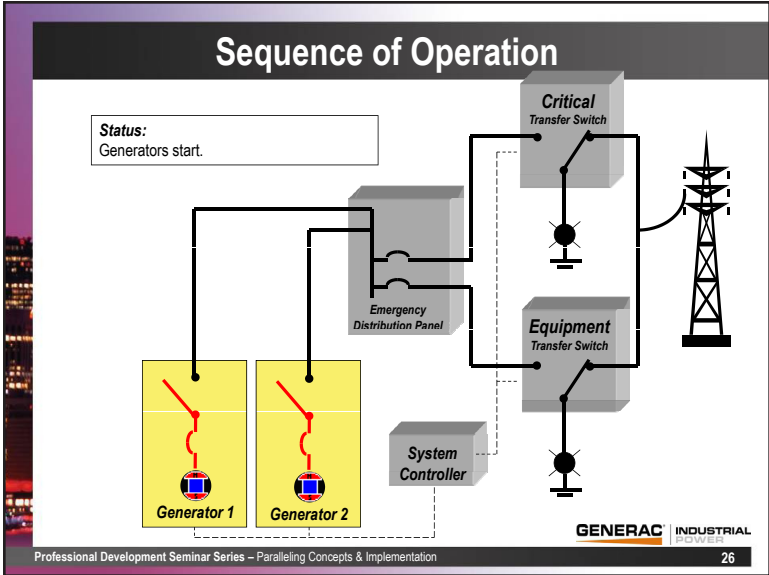 Sequence of Operation
Status:
Generators start.
Critical
Transfer Switch
Emergency
Distribution Panel
Equipment
Transfer Switch
System
Controller
Generator 1
Generator 2
GENERAC INDUSTRIAL
POWER
Professional Development Seminar Series – Paralleling Concepts & Implementation
26